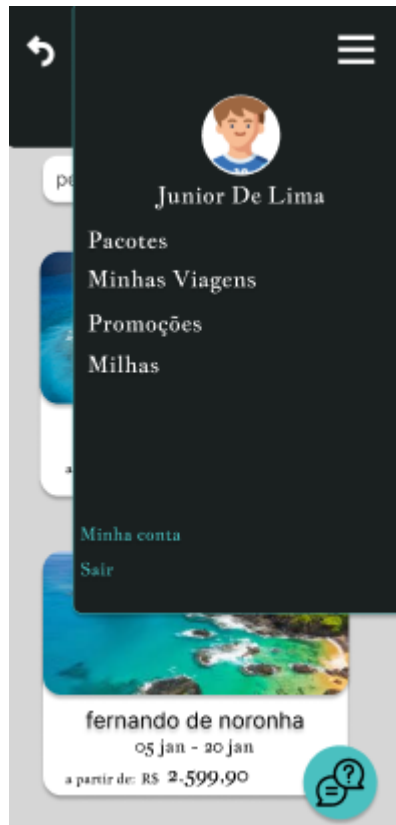 pe
Junior De Lima
Pacotes
Minhas Viagens
Promoções
Milhas
a
Minha conta
Sair
fernando de noronha
05 jan - 20 jan
a partir de: R$ 2.599,90
?